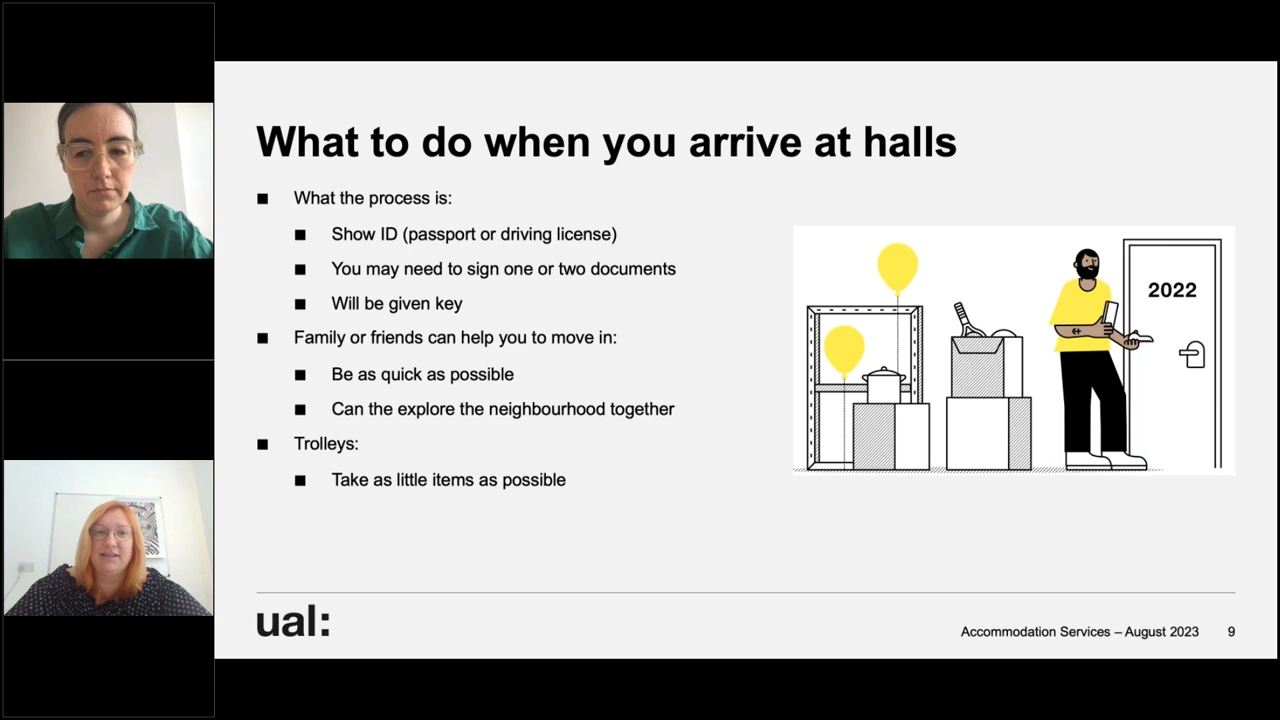 What to do when you arrive at halls
What the process is:
Show ID (passport or driving license)
You may need to sign one or two documents
Will be given key
Family or friends can help you to move in:
Be as quick as possible
Can the explore the neighbourhood together
Trolleys:
Take as little items as possible
2022
ual:
Accommodation Services – August 2023 9